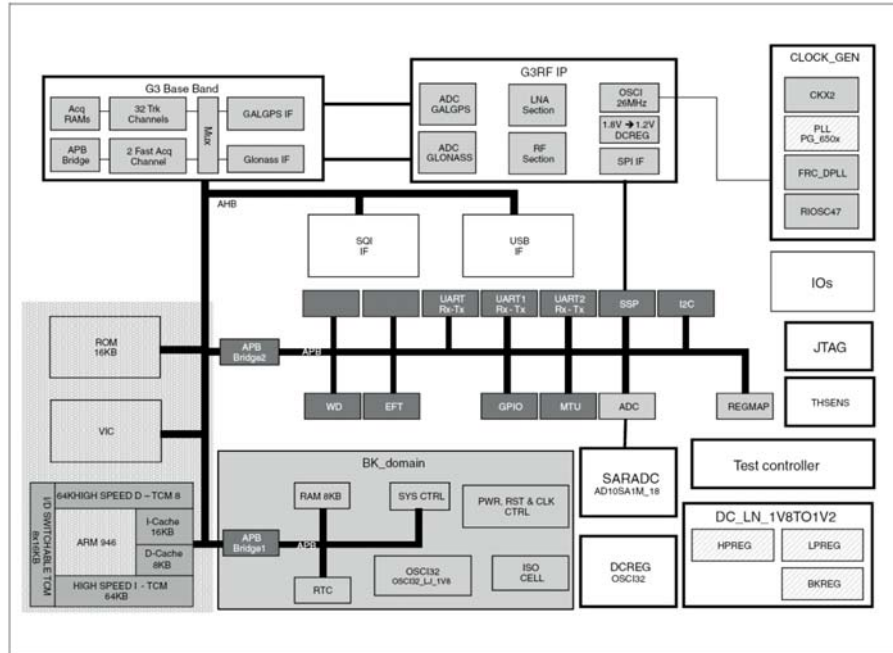 G3 Base Band
Acq
RAMs
32 Trk
Channels
Mux
GALGPS IF
APB
Bridge
2 Fast Acq
Channel
Glonass IF
G3RF IP
ADC
GALGPS
LNA
Section
OSCI
26MHz
1.8V → 1.2V
DCREG
ADC
GLONASS
RF
Section
SPI IF
CLOCK_GEN
CKX2
PLL
PG_650x
FRC_DPLL
RIOSC47
AHB
SQI
IF
USB
IF
IOs
UART
Rx-Tx
UART1
Rx - Tx
UART2
Rx - Tx
SSP
I2C
ROM
16KB
APB
Bridge2
APB
JTAG
WD
EFT
GPIO
MTU
ADC
REGMAP
THSENS
VIC
BK_domain
SARADC
AD10SA1M_18
Test controller
I/D SWITCHABLE TCM
8x16KB
64KHIGH SPEED D – TCM 8
ARM 946
I-Cache
16KB
D-Cache
8KB
HIGH SPEED I - TCM
64KB
APB
Bridge1
APB
RAM 8KB
SYS CTRL
PWR, RST & CLK
CTRL
RTC
OSCI32
OSCI32_LJ_1V8
ISO
CELL
DCREG
OSCI32
DC_LN_1V8TO1V2
HPREG
LPREG
BKREG